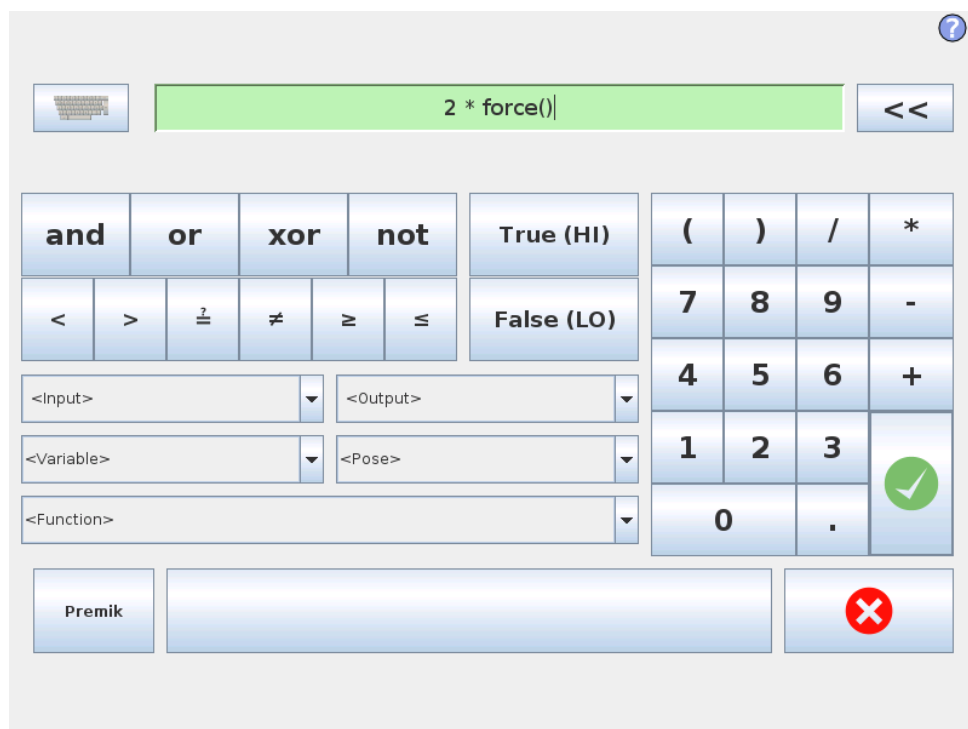 ?
2 * force()
<<
and or xor not True (HI) ( ) / *
< > ≟ ≠ ≥ ≤ False (LO) 7 8 9 -
4 5 6 +
<Input> <Output>
<Variable> <Pose> 1 2 3
<Function> 0 .
Premik